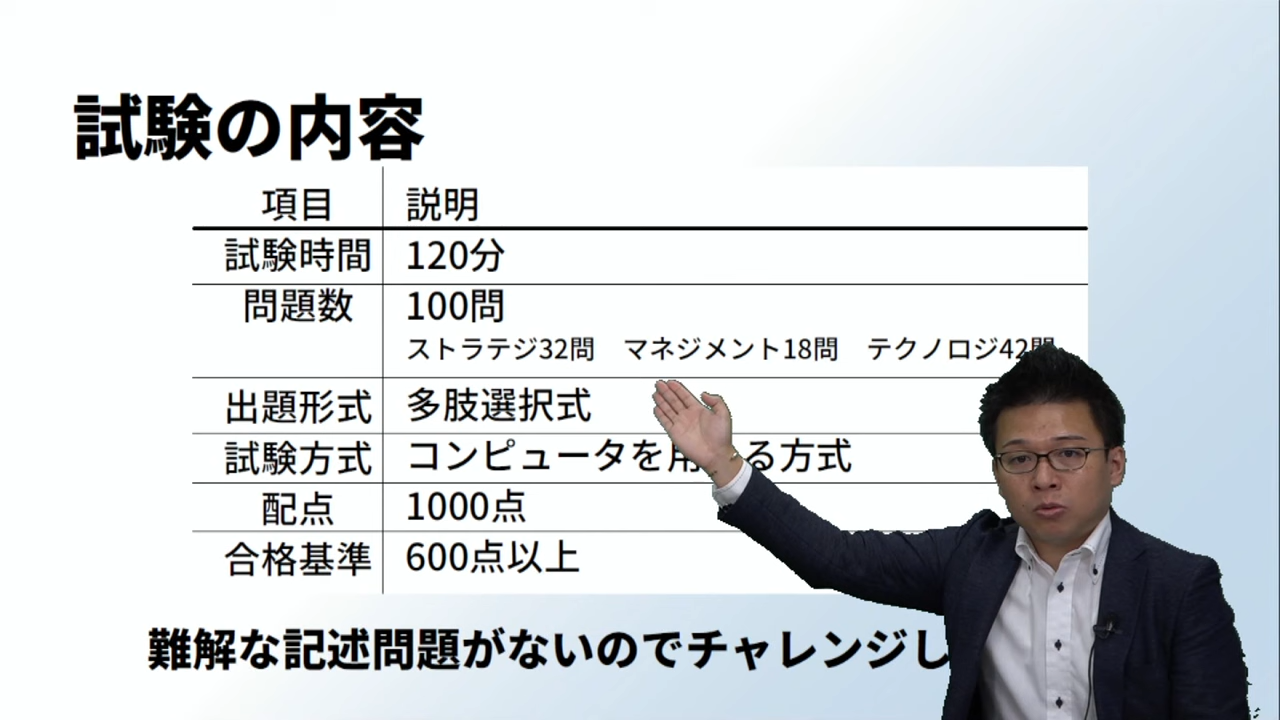 試験の内容
項目 説明
試験時間 120分
問題数 100問
ストラテジ32問 マネジメント18問 テクノロジ42問
出題形式 多肢選択式
試験方式 コンピュータを用 る方式
配点 1000点
合格基準 600点以上
難解な記述問題がないのでチャレンジし